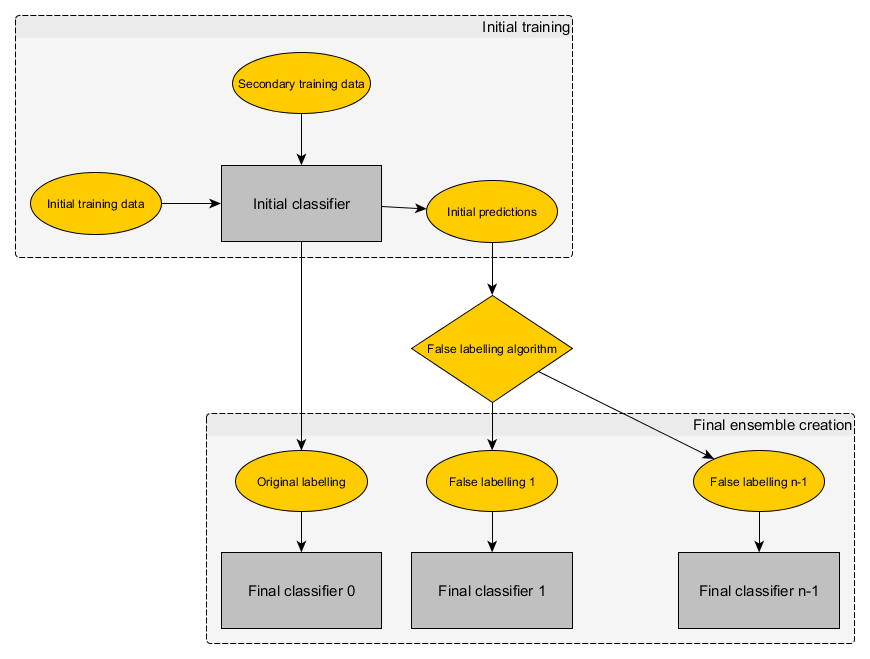 Initial training
Secondary training data
Initial training data
Initial classifier
Initial predictions
False labelling algorithm
Final ensemble creation
Original labelling
False labelling 1
False labelling n-1
Final classifier 0
Final classifier 1
Final classifier n-1